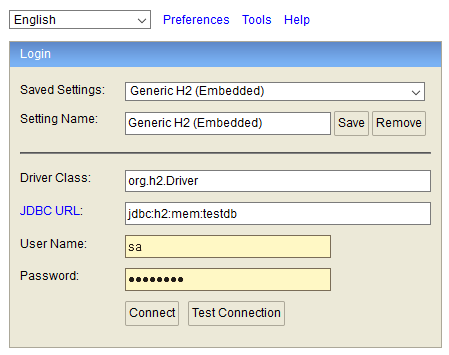 English Preferences Tools Help
Login
Saved Settings: Generic H2 (Embedded)
Setting Name: Generic H2 (Embedded) Save Remove
Driver Class: org.h2.Driver
JDBC URL: jdbc:h2:mem:testdb
User Name: sa
Password: ••••••••
Connect Test Connection